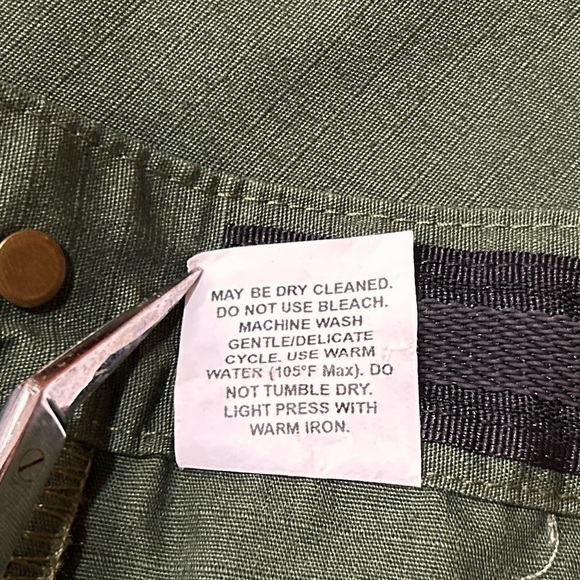 MAY BE DRY CLEANED.
DO NOT USE BLEACH.
MACHINE WASH
GENTLE/DELICATE
CYCLE. USE WARM
WATER (105°F Max). DO
NOT TUMBLE DRY.
LIGHT PRESS WITH
WARM IRON.